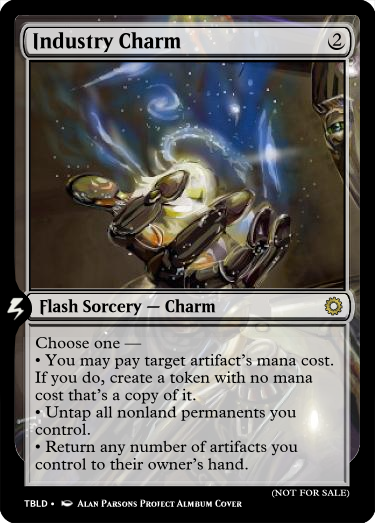 Industry Charm
2
Flash Sorcery — Charm
Choose one —
• You may pay target artifact's mana cost.
If you do, create a token with no mana
cost that's a copy of it.
• Untap all nonland permanents you
control.
• Return any number of artifacts you
control to their owner's hand.
(NOT FOR SALE)
TBLD • Alan Parsons Protect Almbum Cover